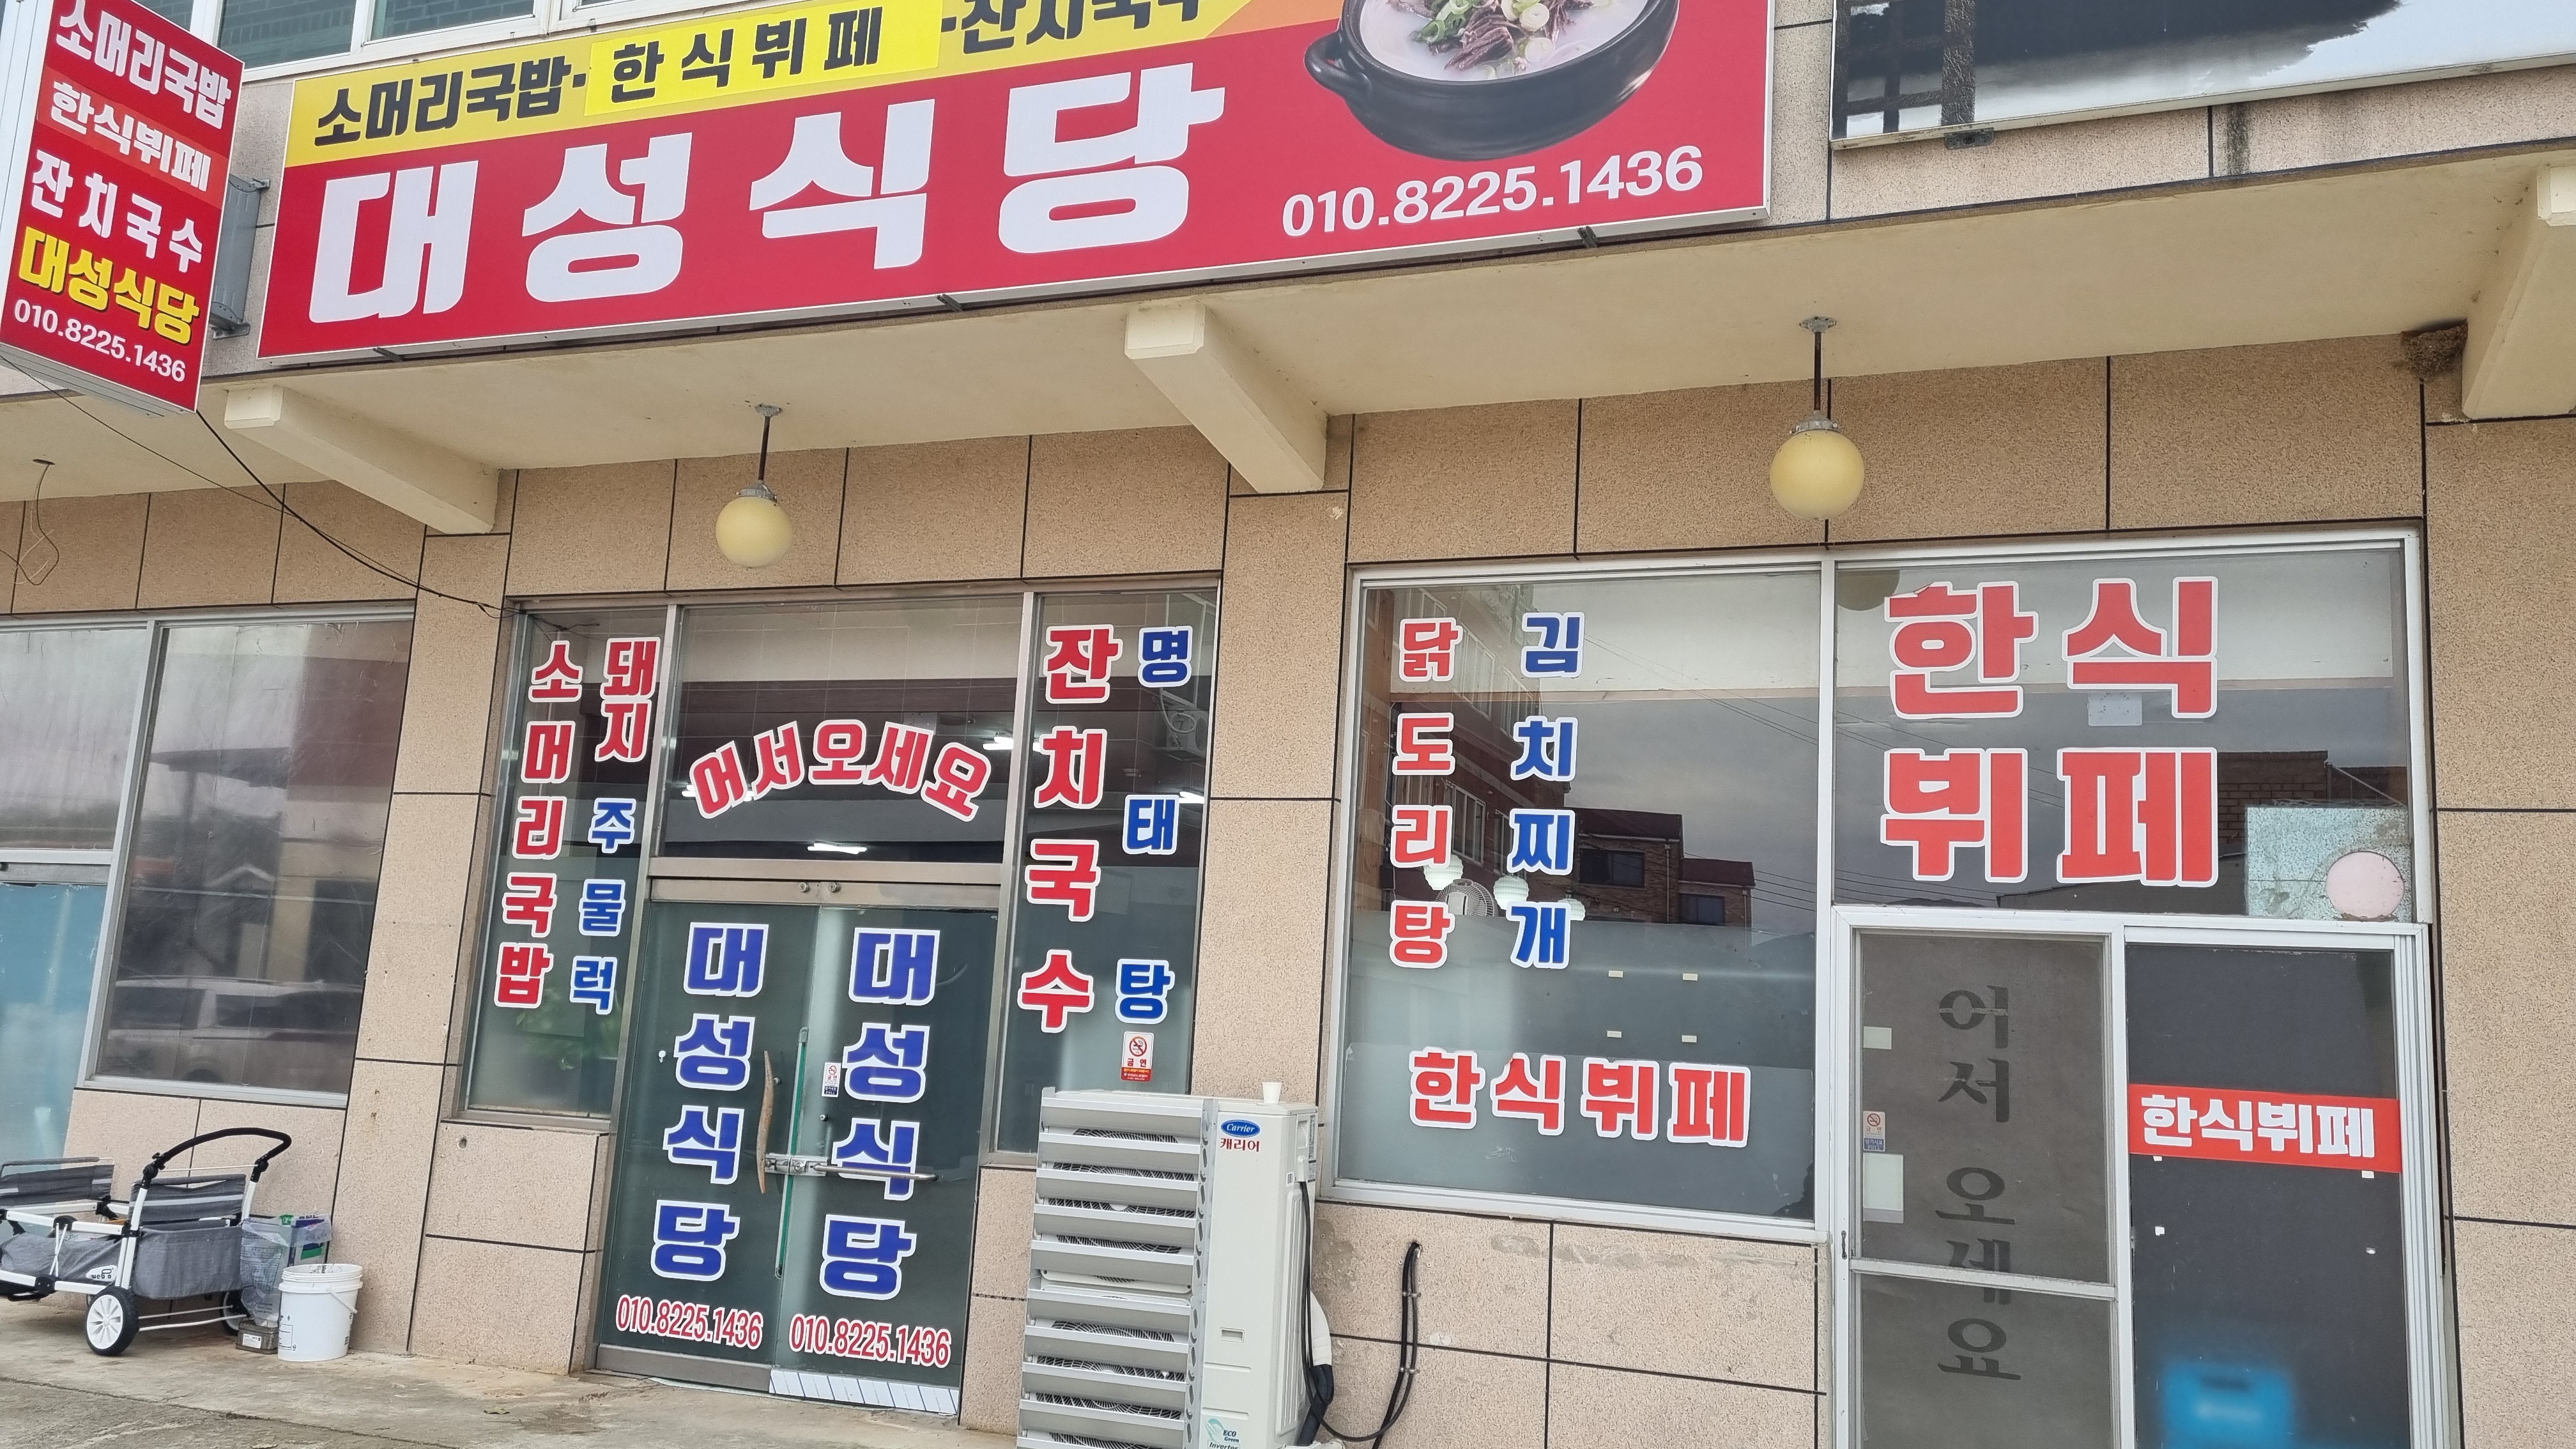 소머리국밥
한식뷔페
잔치국수
대성식당
010.8225.1436
소머리국밥·한식뷔페·잔치국수
대성식당
010.8225.1436
소머리국밥
돼지주물럭
어서오세요
잔치국수
명태탕
대성식당
010.8225.1436
대성식당
010.8225.1436
금연
Carrier
캐리어
ECO
Green
Inverter
닭도리탕
김치찌개
한식뷔페
한식
뷔페
어서오세요
한식뷔페